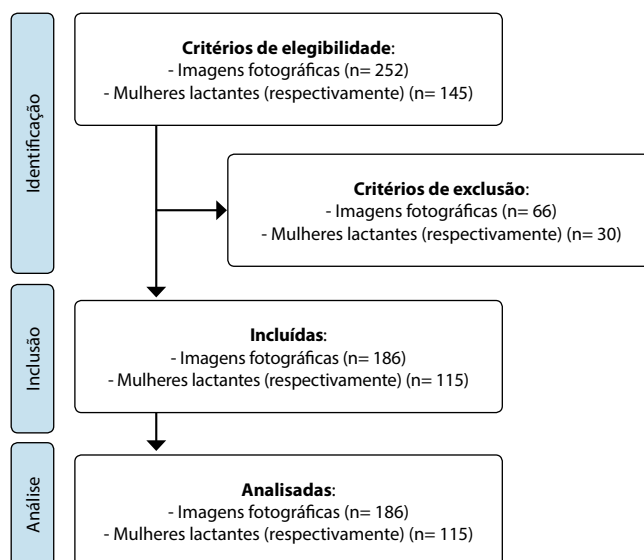 Identificação
Critérios de elegibilidade:
- Imagens fotográficas (n= 252)
- Mulheres lactantes (respectivamente) (n= 145)
Critérios de exclusão:
- Imagens fotográficas (n= 66)
- Mulheres lactantes (respectivamente) (n= 30)
Inclusão
Incluídas:
- Imagens fotográficas (n= 186)
- Mulheres lactantes (respectivamente) (n= 115)
Análise
Analisadas:
- Imagens fotográficas (n= 186)
- Mulheres lactantes (respectivamente) (n= 115)